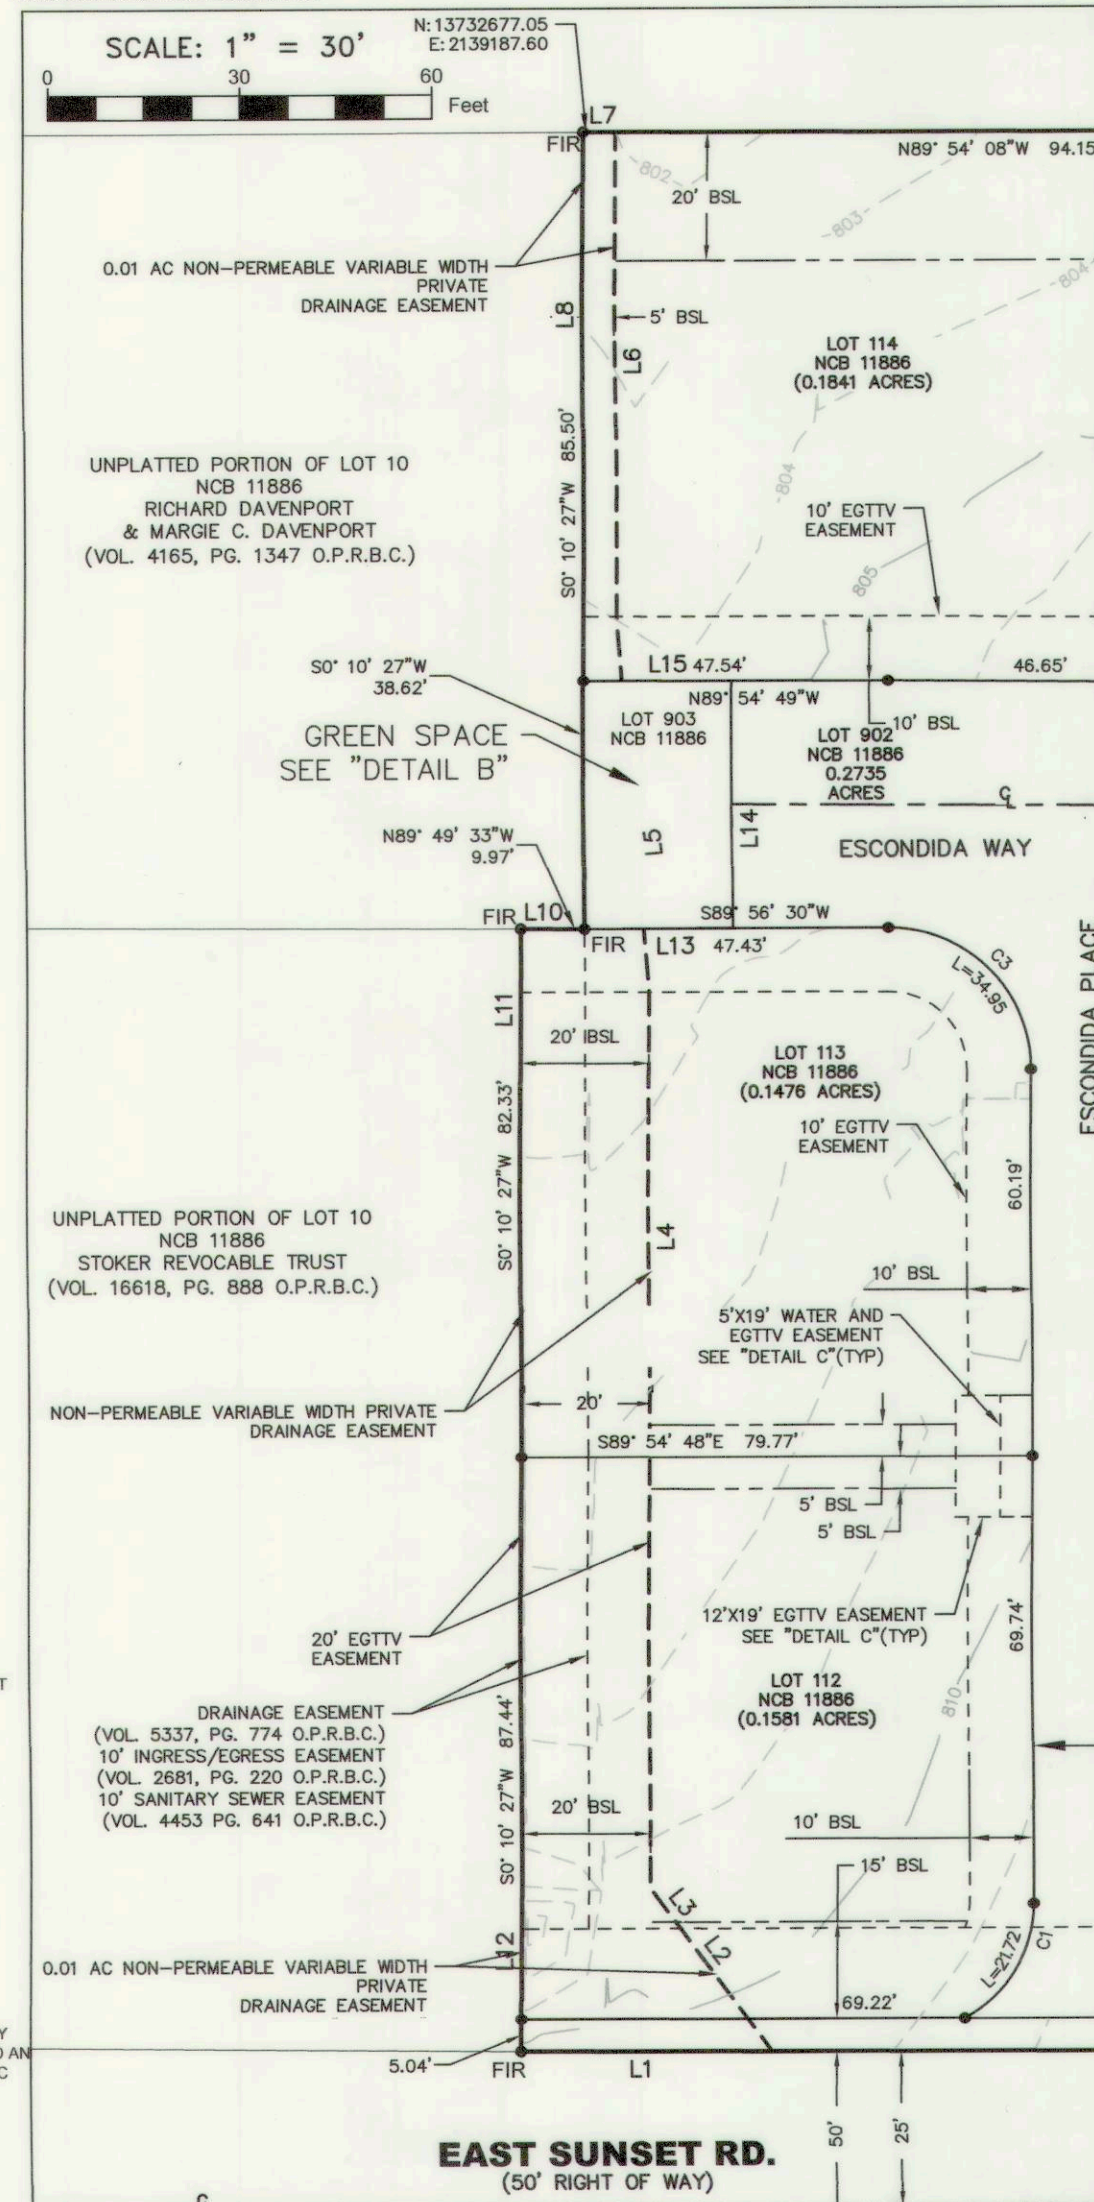 SCALE: 1" = 30'
N: 13732677.05
E: 2139187.60
0 30 60
Feet
L7
FIR
N89° 54' 08"W 94.15
802
20' BSL
803
0.01 AC NON-PERMEABLE VARIABLE WIDTH
PRIVATE
DRAINAGE EASEMENT
804
L8
5' BSL
L6
LOT 114
NCB 11886
(0.1841 ACRES)
S0° 10' 27"W 85.50'
UNPLATTED PORTION OF LOT 10
NCB 11886
RICHARD DAVENPORT
& MARGIE C. DAVENPORT
(VOL. 4165, PG. 1347 O.P.R.B.C.)
804
10' EGTTV
EASEMENT
805
S0° 10' 27"W
38.62'
L15 47.54'
46.65'
N89° 54' 49"W
LOT 903
NCB 11886
10' BSL
GREEN SPACE
SEE "DETAIL B"
LOT 902
NCB 11886
0.2735
ACRES
N89° 49' 33"W
9.97'
L5
L14
ESCONDIDA WAY
FIR
L10
S89° 56' 30"W
FIR
L13 47.43'
C3
L=34.95
ESCONDIDA PLACE
L11
20' BSL
LOT 113
NCB 11886
(0.1476 ACRES)
S0° 10' 27"W 82.33'
10' EGTTV
EASEMENT
60.19'
UNPLATTED PORTION OF LOT 10
NCB 11886
STOKER REVOCABLE TRUST
(VOL. 16618, PG. 888 O.P.R.B.C.)
L4
10' BSL
5'X19' WATER AND
EGTTV EASEMENT
SEE "DETAIL C"(TYP)
NON-PERMEABLE VARIABLE WIDTH PRIVATE
DRAINAGE EASEMENT
20'
S89° 54' 48"E 79.77'
5' BSL
5' BSL
12'X19' EGTTV EASEMENT
SEE "DETAIL C"(TYP)
69.74'
20' EGTTV
EASEMENT
T
LOT 112
NCB 11886
(0.1581 ACRES)
810
DRAINAGE EASEMENT
(VOL. 5337, PG. 774 O.P.R.B.C.)
10' INGRESS/EGRESS EASEMENT
(VOL. 2681, PG. 220 O.P.R.B.C.)
10' SANITARY SEWER EASEMENT
(VOL. 4453 PG. 641 O.P.R.B.C.)
S0° 10' 27"W 87.44'
20' BSL
10' BSL
15' BSL
L3
L2
L12
C1
L=21.72
0.01 AC NON-PERMEABLE VARIABLE WIDTH
PRIVATE
DRAINAGE EASEMENT
69.22'
Y
AN
C
5.04'
FIR
L1
50'
25'
EAST SUNSET RD.
(50' RIGHT OF WAY)